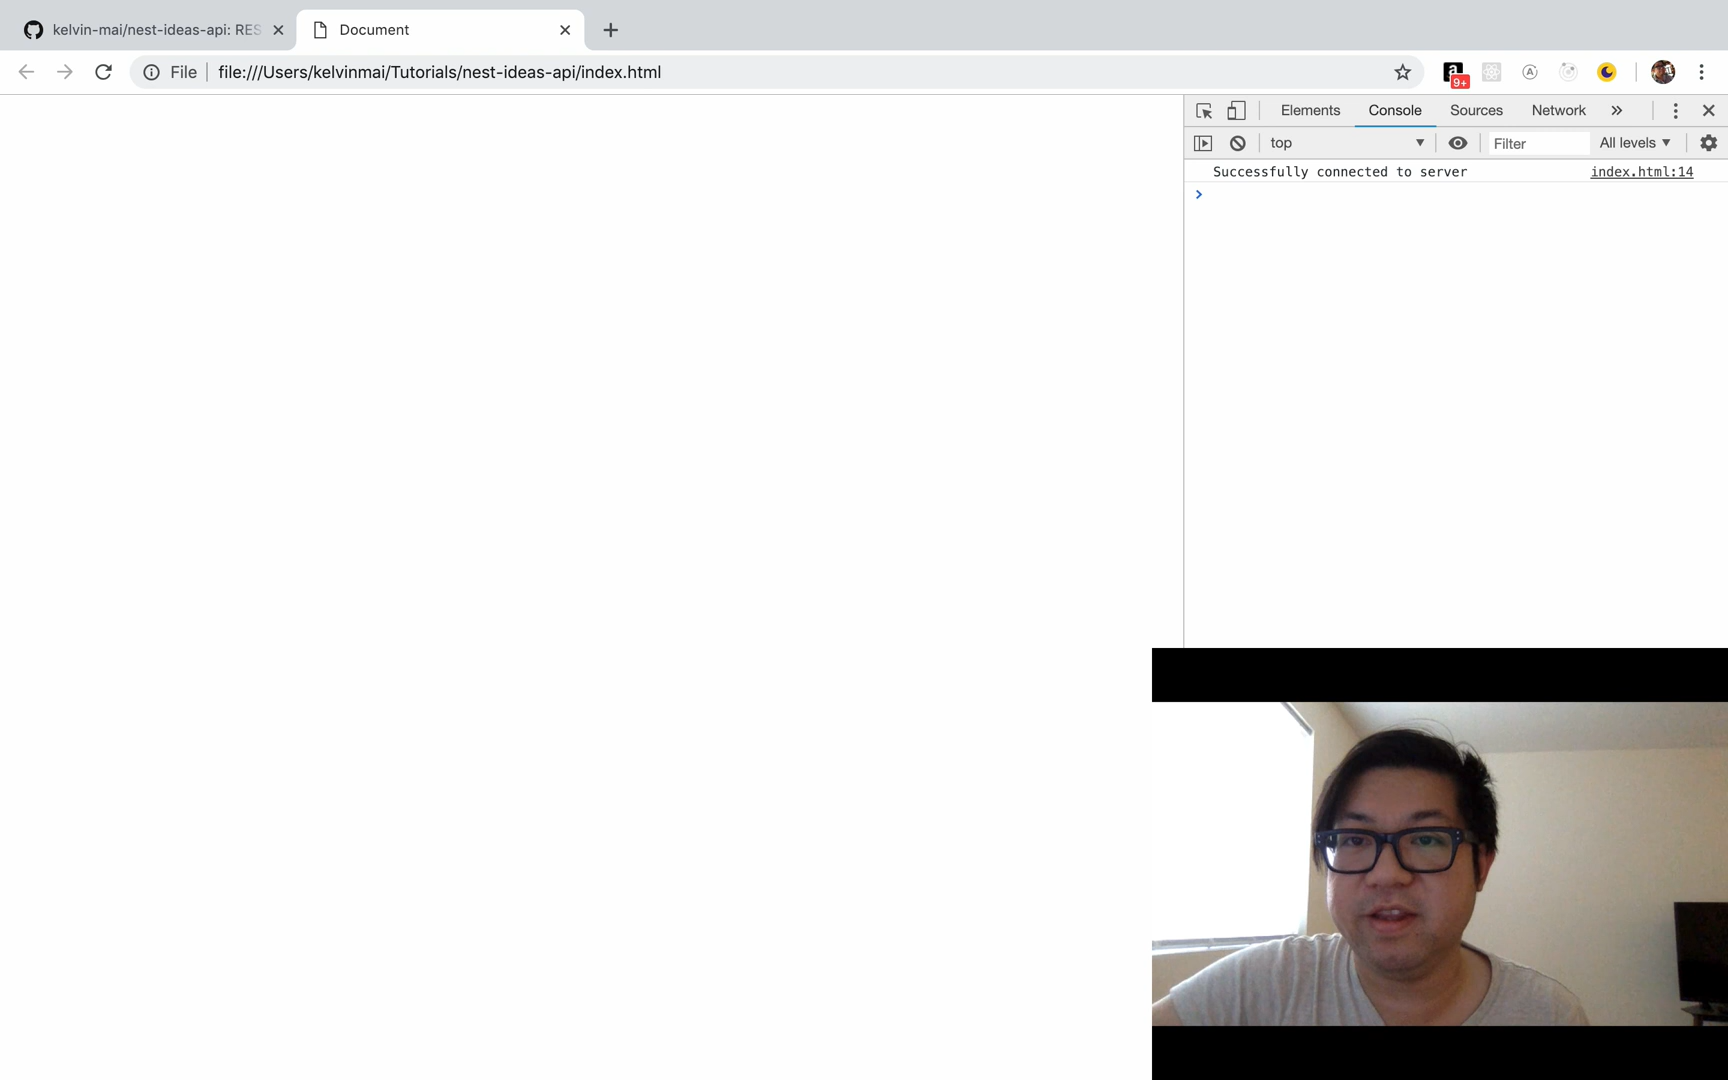 kelvin-mai/nest-ideas-api: RES
Document
File
file:///Users/kelvinmai/Tutorials/nest-ideas-api/index.html
9+
Elements
Console
Sources
Network
top
Filter
All levels
Successfully connected to server
index.html:14